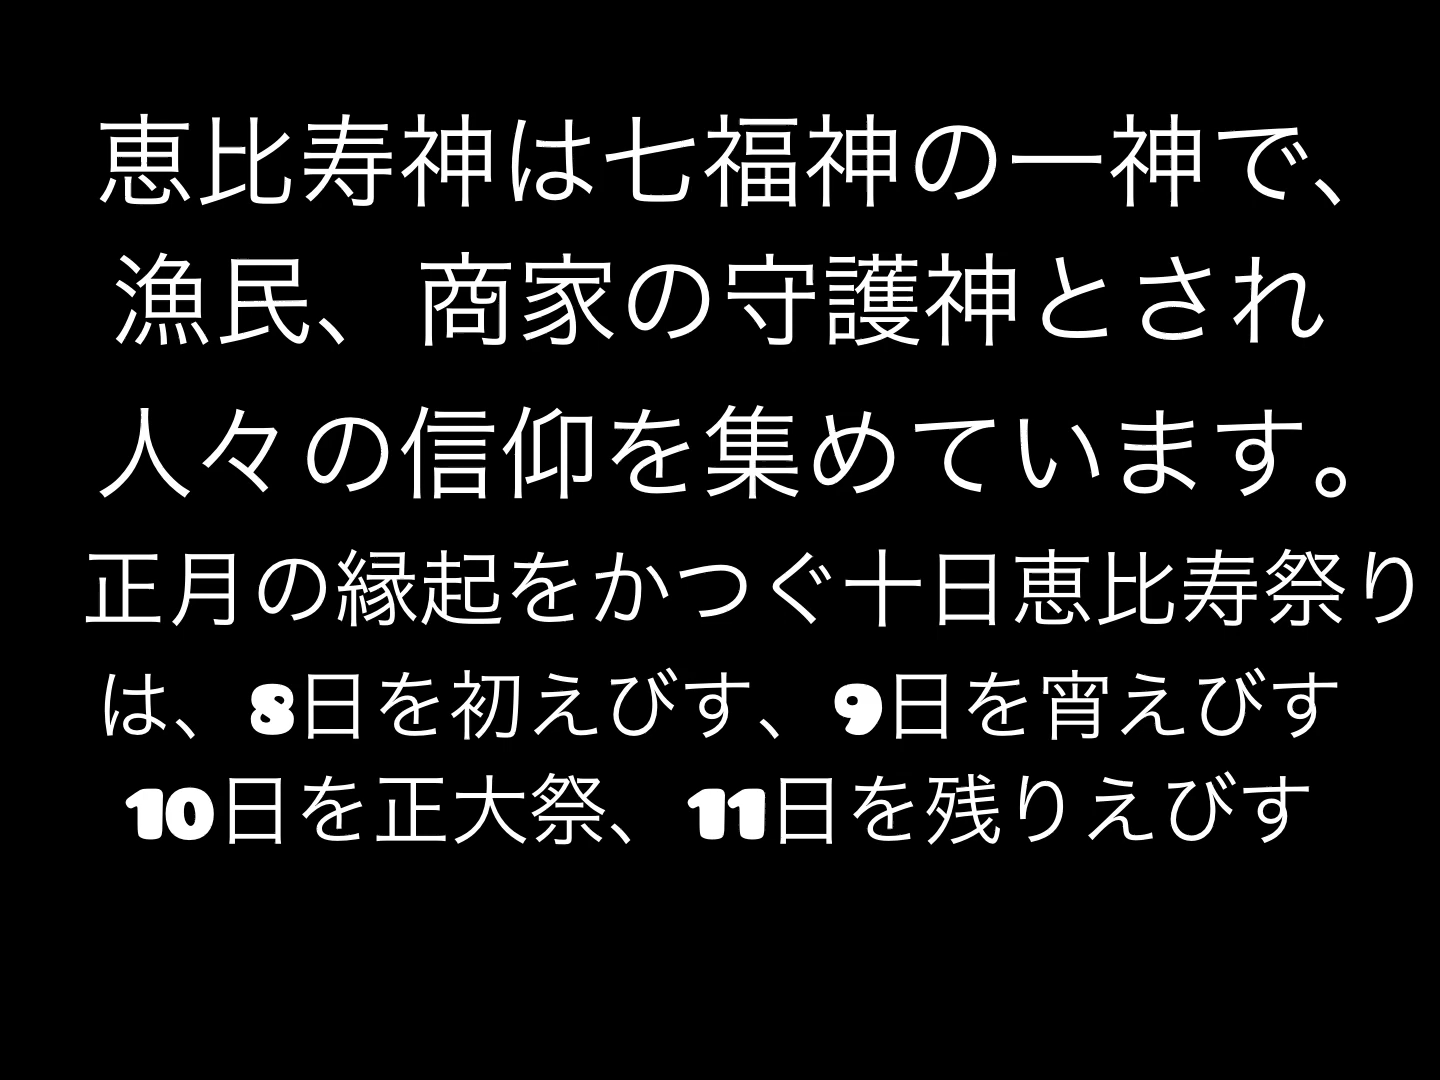 恵比寿神は七福神の一神で、
漁民、商家の守護神とされ
人々の信仰を集めています。
正月の縁起をかつぐ十日恵比寿祭り
は、8日を初えびす、9日を宵えびす
10日を正大祭、11日を残りえびす